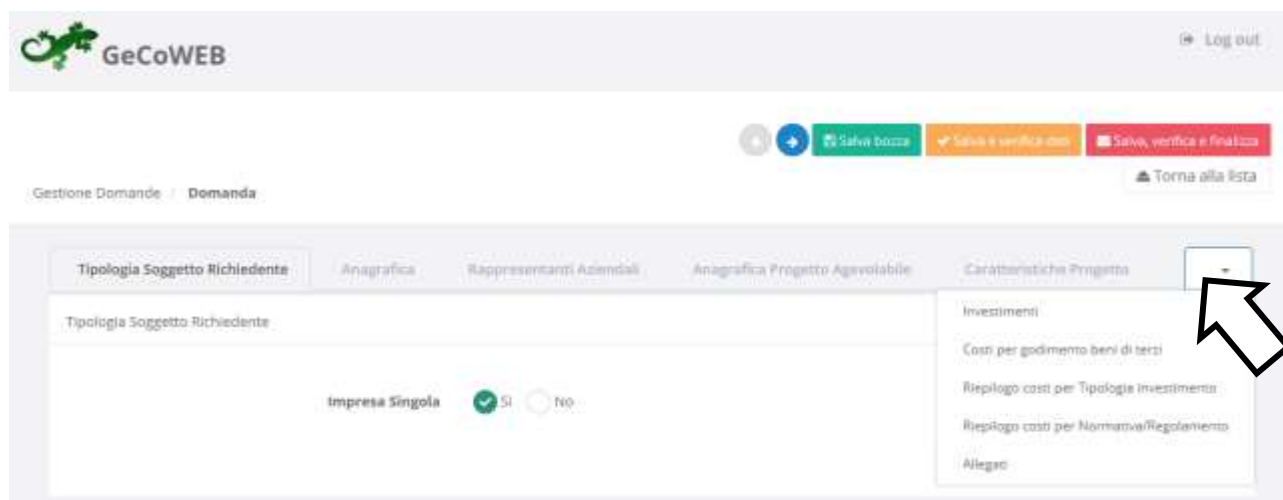 GeCoWEB
Log out
Salva bozza
Salva e verifica dati
Salva, verifica e finalizza
Torna alla lista
Gestione Domande / Domanda
Tipologia Soggetto Richiedente
Anagrafica
Rappresentanti Aziendali
Anagrafica Progetto Agevolabile
Caratteristiche Progetto
Tipologia Soggetto Richiedente
Impresa Singola
Si
No
Investimenti
Costi per godimento beni di terzi
Riepilogo costi per Tipologia Investimento
Riepilogo costi per Normativa/Regolamento
Allegati